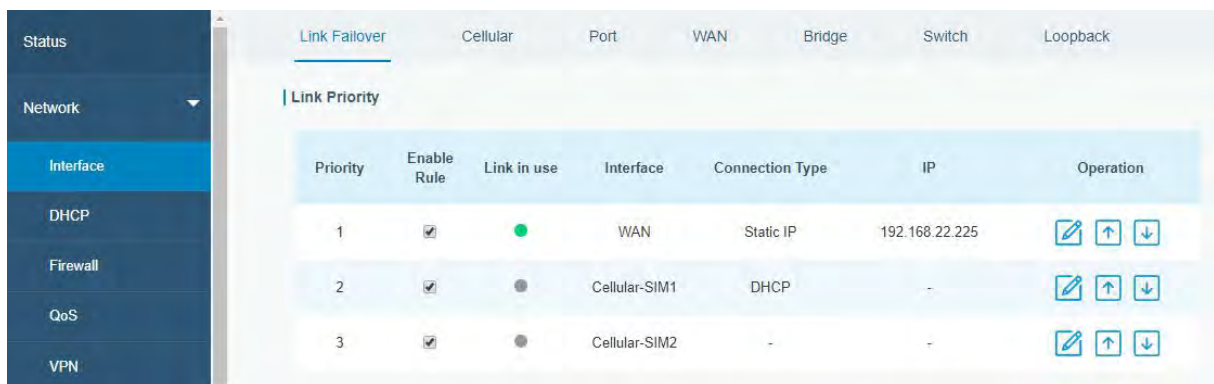 Status
Network
Interface
DHCP
Firewall
QoS
VPN
Link Failover Cellular Port WAN Bridge Switch Loopback
Link Priority
Priority Enable Rule Link in use Interface Connection Type IP Operation
1 WAN Static IP 192.168.22.225
2 Cellular-SIM1 DHCP -
3 Cellular-SIM2 - -